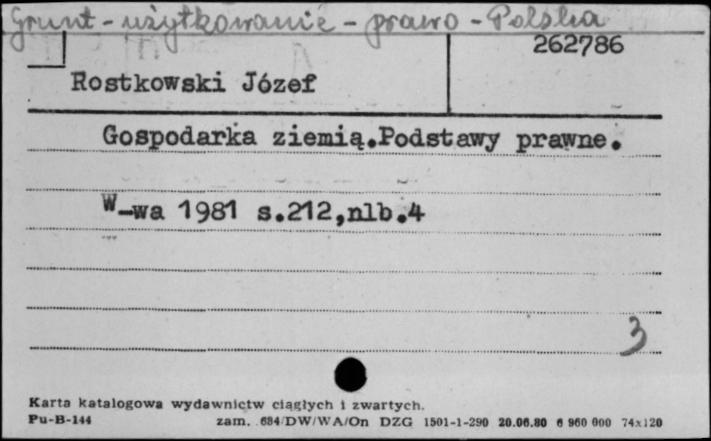 Grunt - użytkowanie - prawo - Polska
262786
Rostkowski Józef
Gospodarka ziemią.Podstawy prawne.
W-wa 1981 s.212,nlb.4
3
Karta katalogowa wydawnictw ciągłych i zwartych.
Pu-B-144 zam. 684/DW/WA/On DZG 1501-1-290 20.06.80 6 960 000 74x120